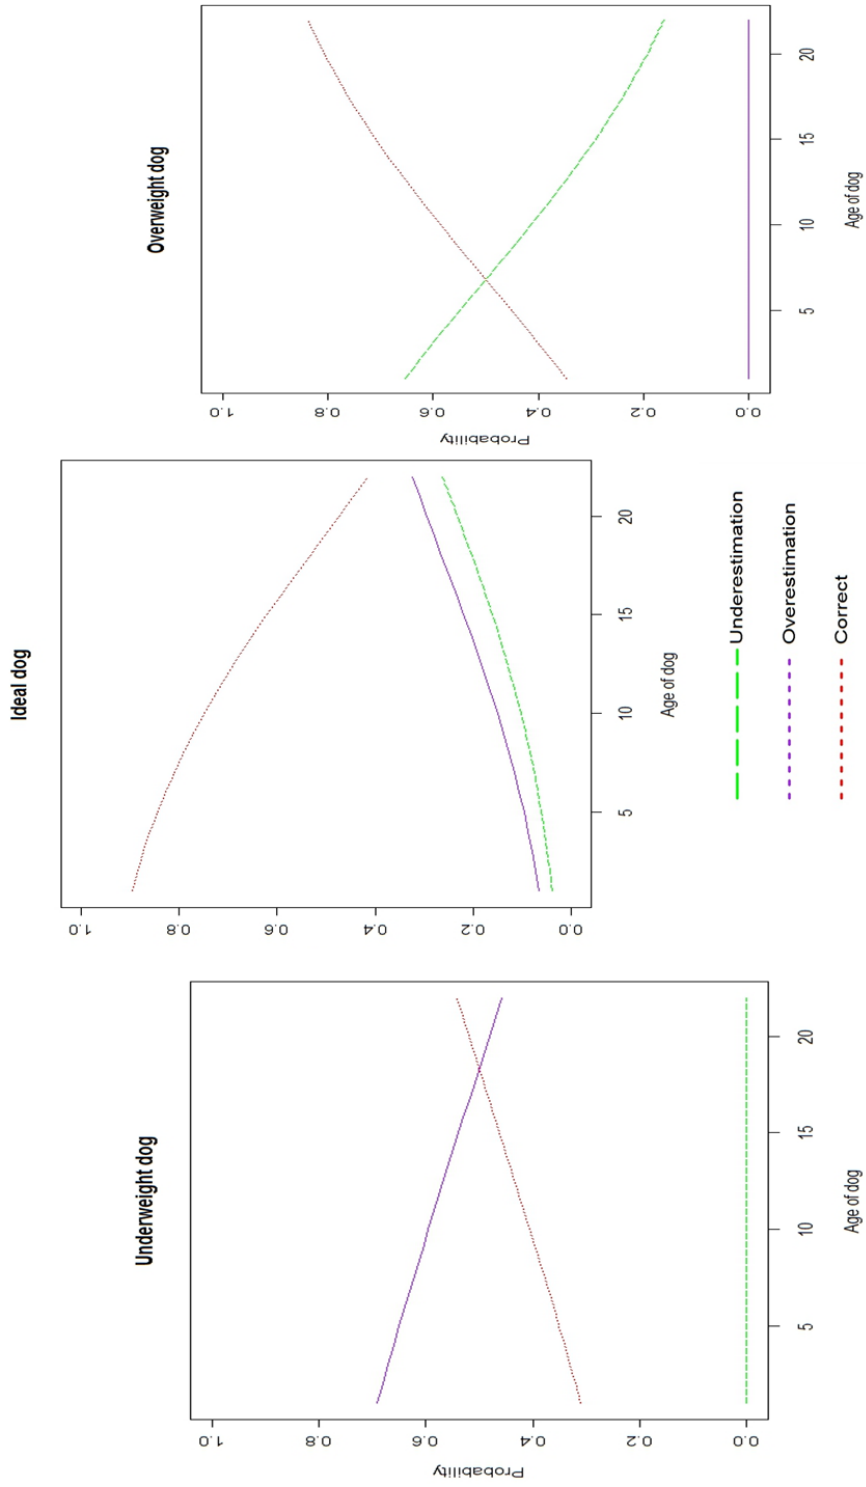 Underweight dog
Probability
0.0
0.2
0.4
0.6
0.8
1.0
5
10
15
20
Age of dog
Ideal dog
0.0
0.2
0.4
0.6
0.8
1.0
5
10
15
20
Age of dog
Overweight dog
Probability
0.0
0.2
0.4
0.6
0.8
1.0
5
10
15
20
Age of dog
Underestimation
Overestimation
Correct